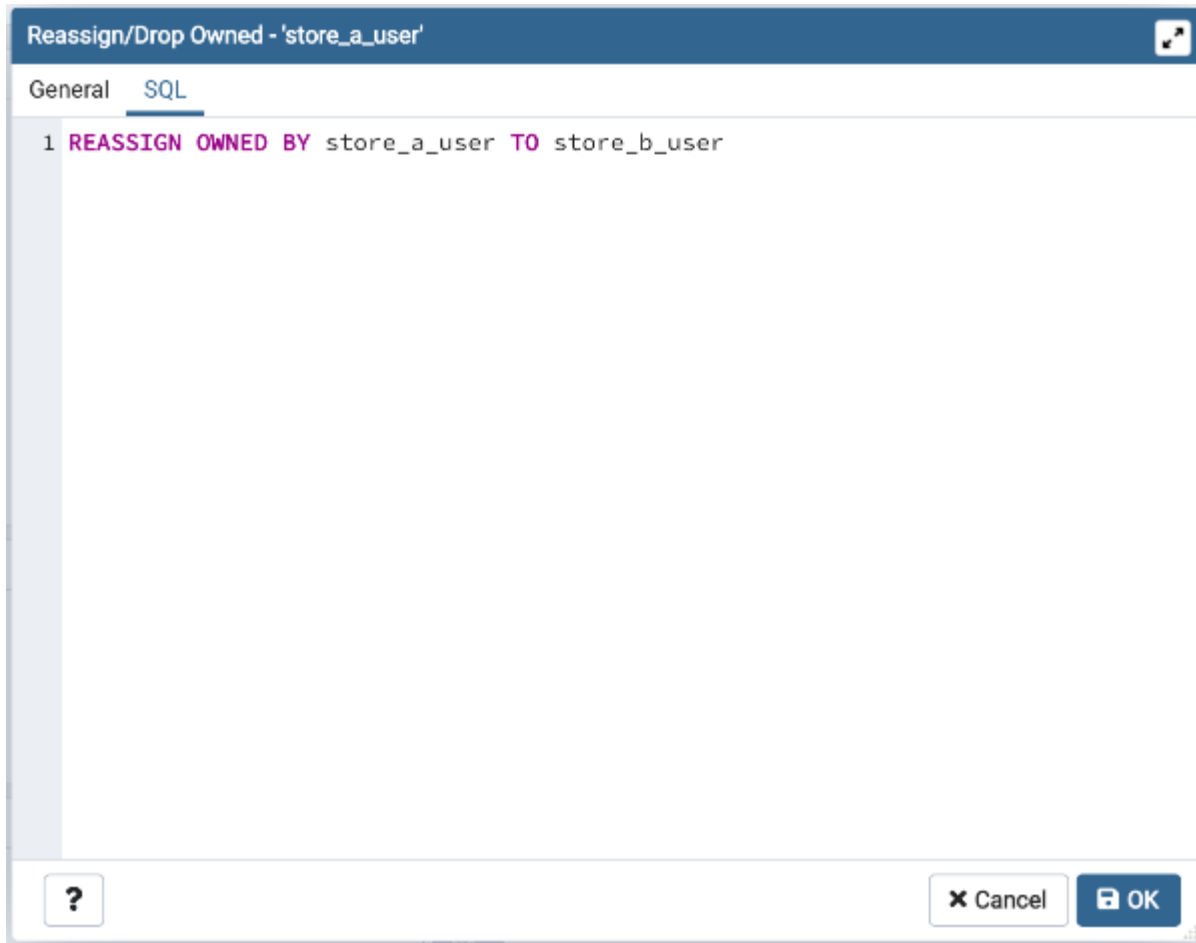 Reassign/Drop Owned - 'store_a_user'
General SQL
1 REASSIGN OWNED BY store_a_user TO store_b_user
? Cancel OK